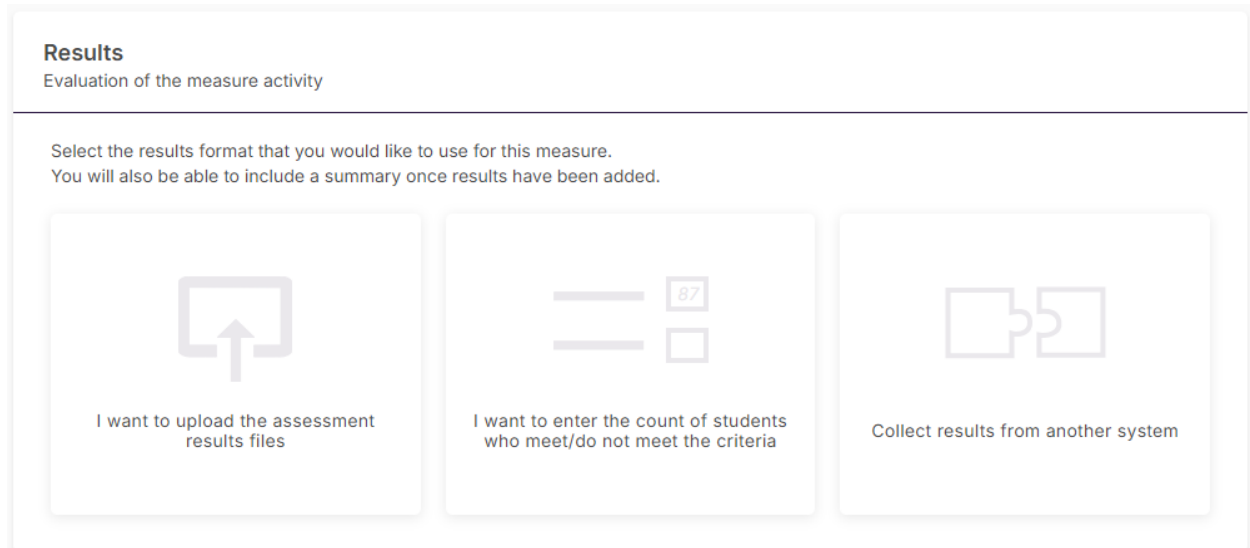 Results
Evaluation of the measure activity
Select the results format that you would like to use for this measure.
You will also be able to include a summary once results have been added.
87
I want to upload the assessment
results files
I want to enter the count of students
who meet/do not meet the criteria
Collect results from another system